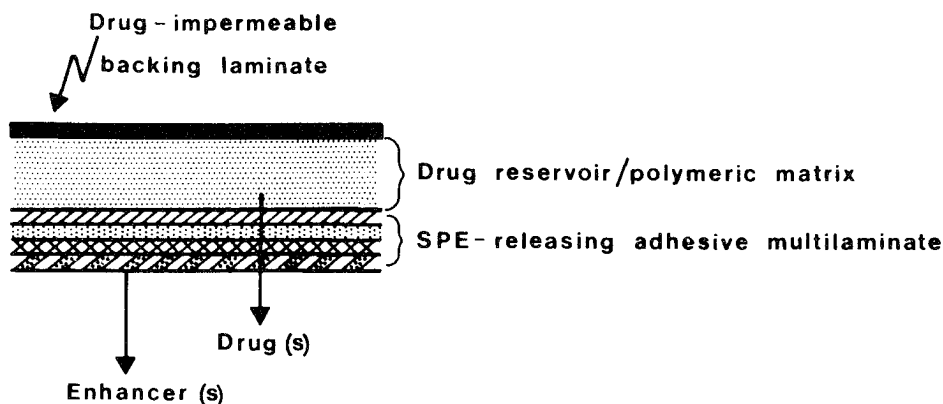 Drug-impermeable
backing laminate
Drug reservoir/polymeric matrix
SPE-releasing adhesive multilaminate
Drug (s)
Enhancer (s)